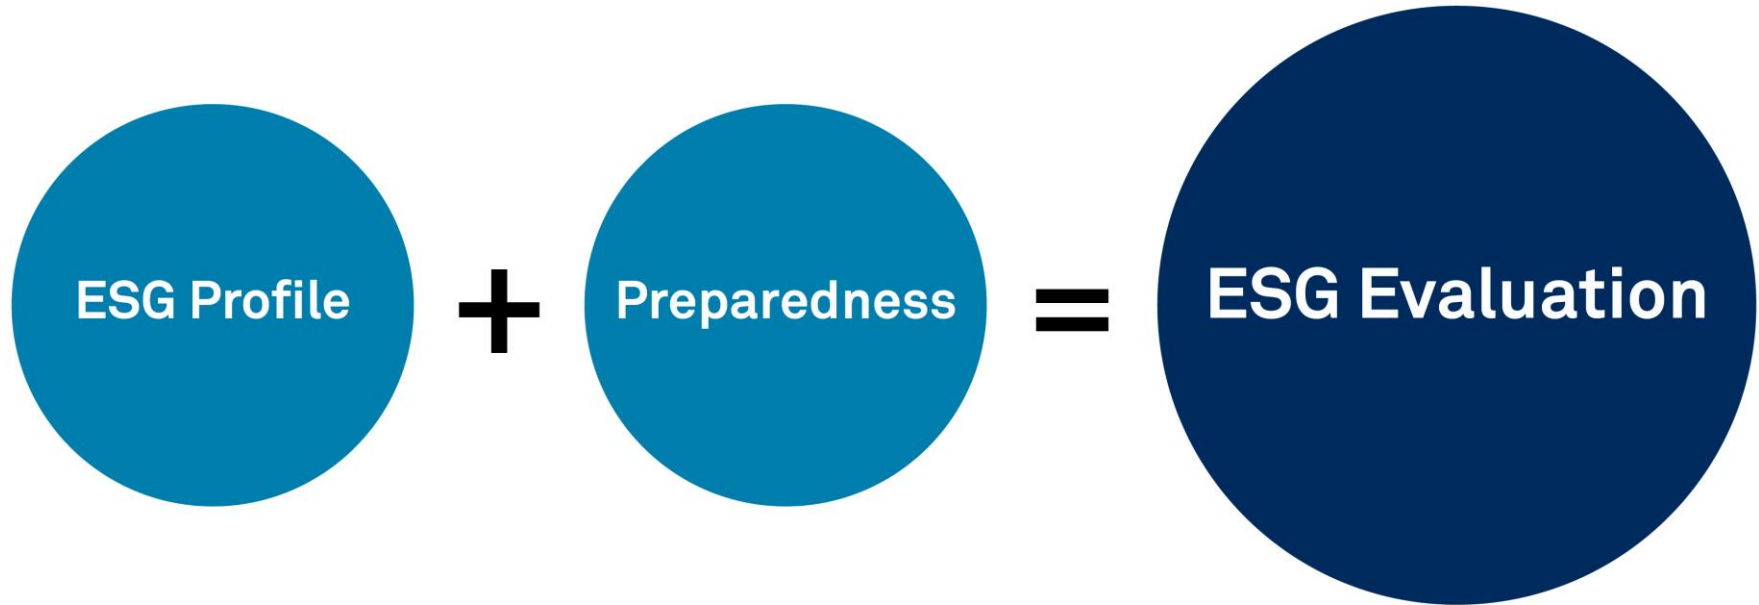 ESG Profile + Preparedness = ESG Evaluation